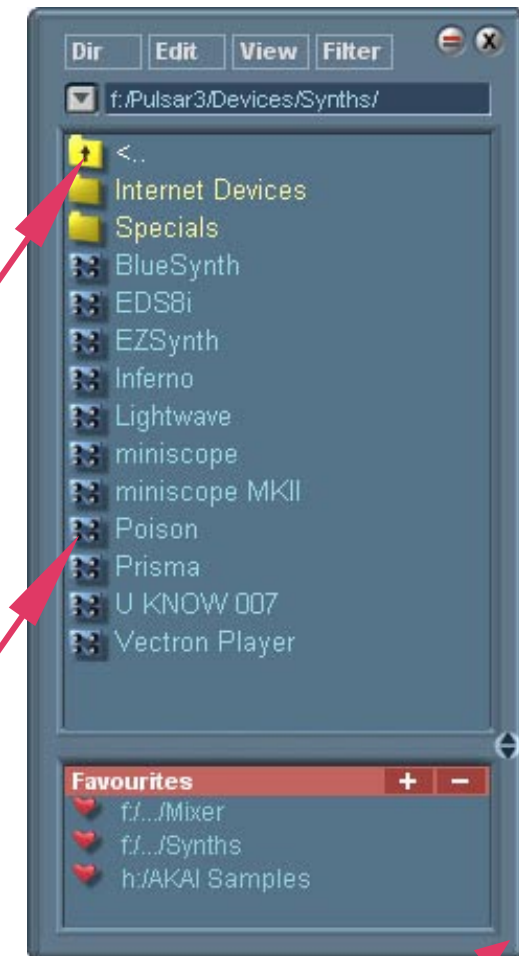 Dir Edit View Filter
f:/Pulsar3/Devices/Synths/
<..
Internet Devices
Specials
BlueSynth
EDS8i
EZSynth
Inferno
Lightwave
miniscope
miniscope MKII
Poison
Prisma
U KNOW 007
Vectron Player
Favourites + -
f:/.../Mixer
f:/.../Synths
h:/AKAI Samples